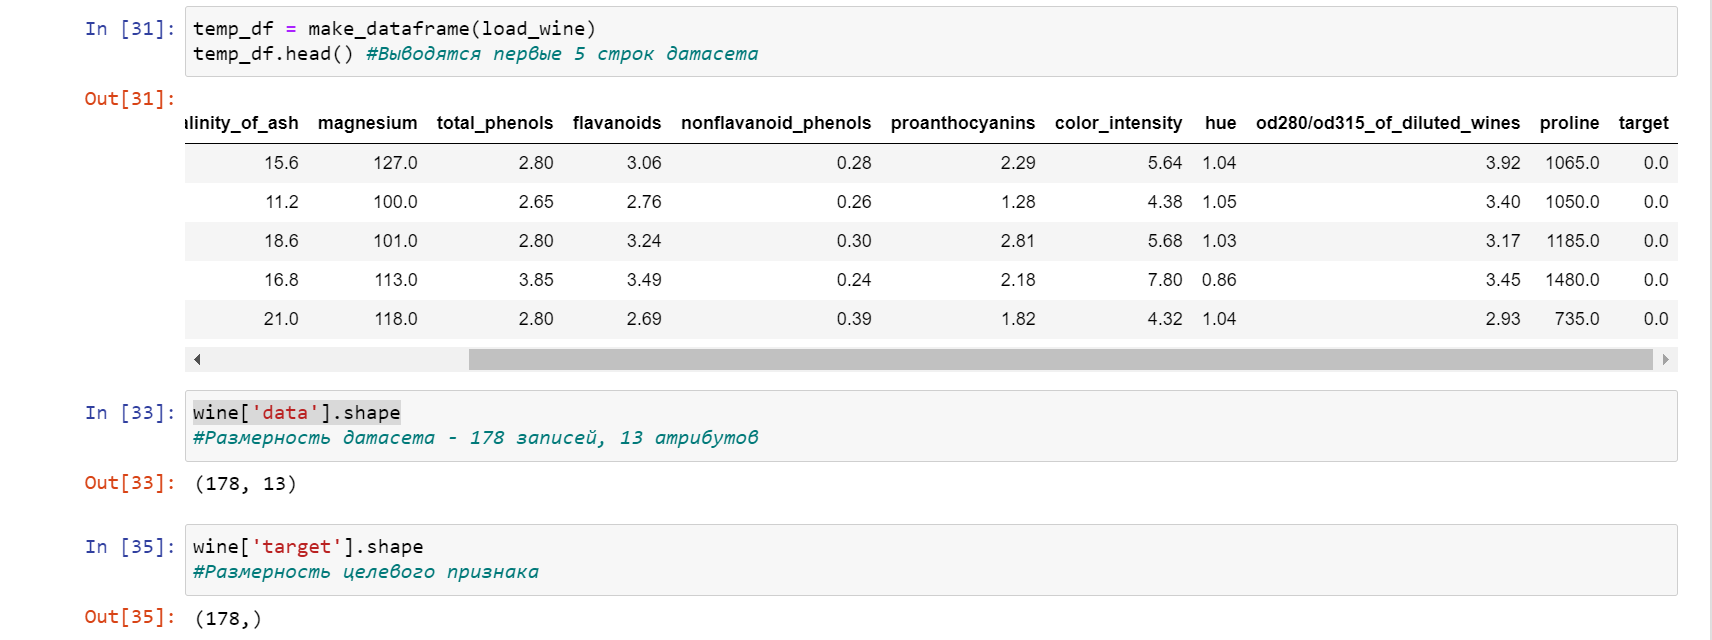 In [31]: temp_df = make_dataframe(load_wine)
temp_df.head() #Выводятся первые 5 строк датасета
Out[31]:
alinity_of_ash magnesium total_phenols flavanoids nonflavanoid_phenols proanthocyanins color_intensity hue od280/od315_of_diluted_wines proline target
15.6 127.0 2.80 3.06 0.28 2.29 5.64 1.04 3.92 1065.0 0.0
11.2 100.0 2.65 2.76 0.26 1.28 4.38 1.05 3.40 1050.0 0.0
18.6 101.0 2.80 3.24 0.30 2.81 5.68 1.03 3.17 1185.0 0.0
16.8 113.0 3.85 3.49 0.24 2.18 7.80 0.86 3.45 1480.0 0.0
21.0 118.0 2.80 2.69 0.39 1.82 4.32 1.04 2.93 735.0 0.0
In [33]: wine['data'].shape
#Размерность датасета - 178 записей, 13 атрибутов
Out[33]: (178, 13)
In [35]: wine['target'].shape
#Размерность целевого признака
Out[35]: (178,)